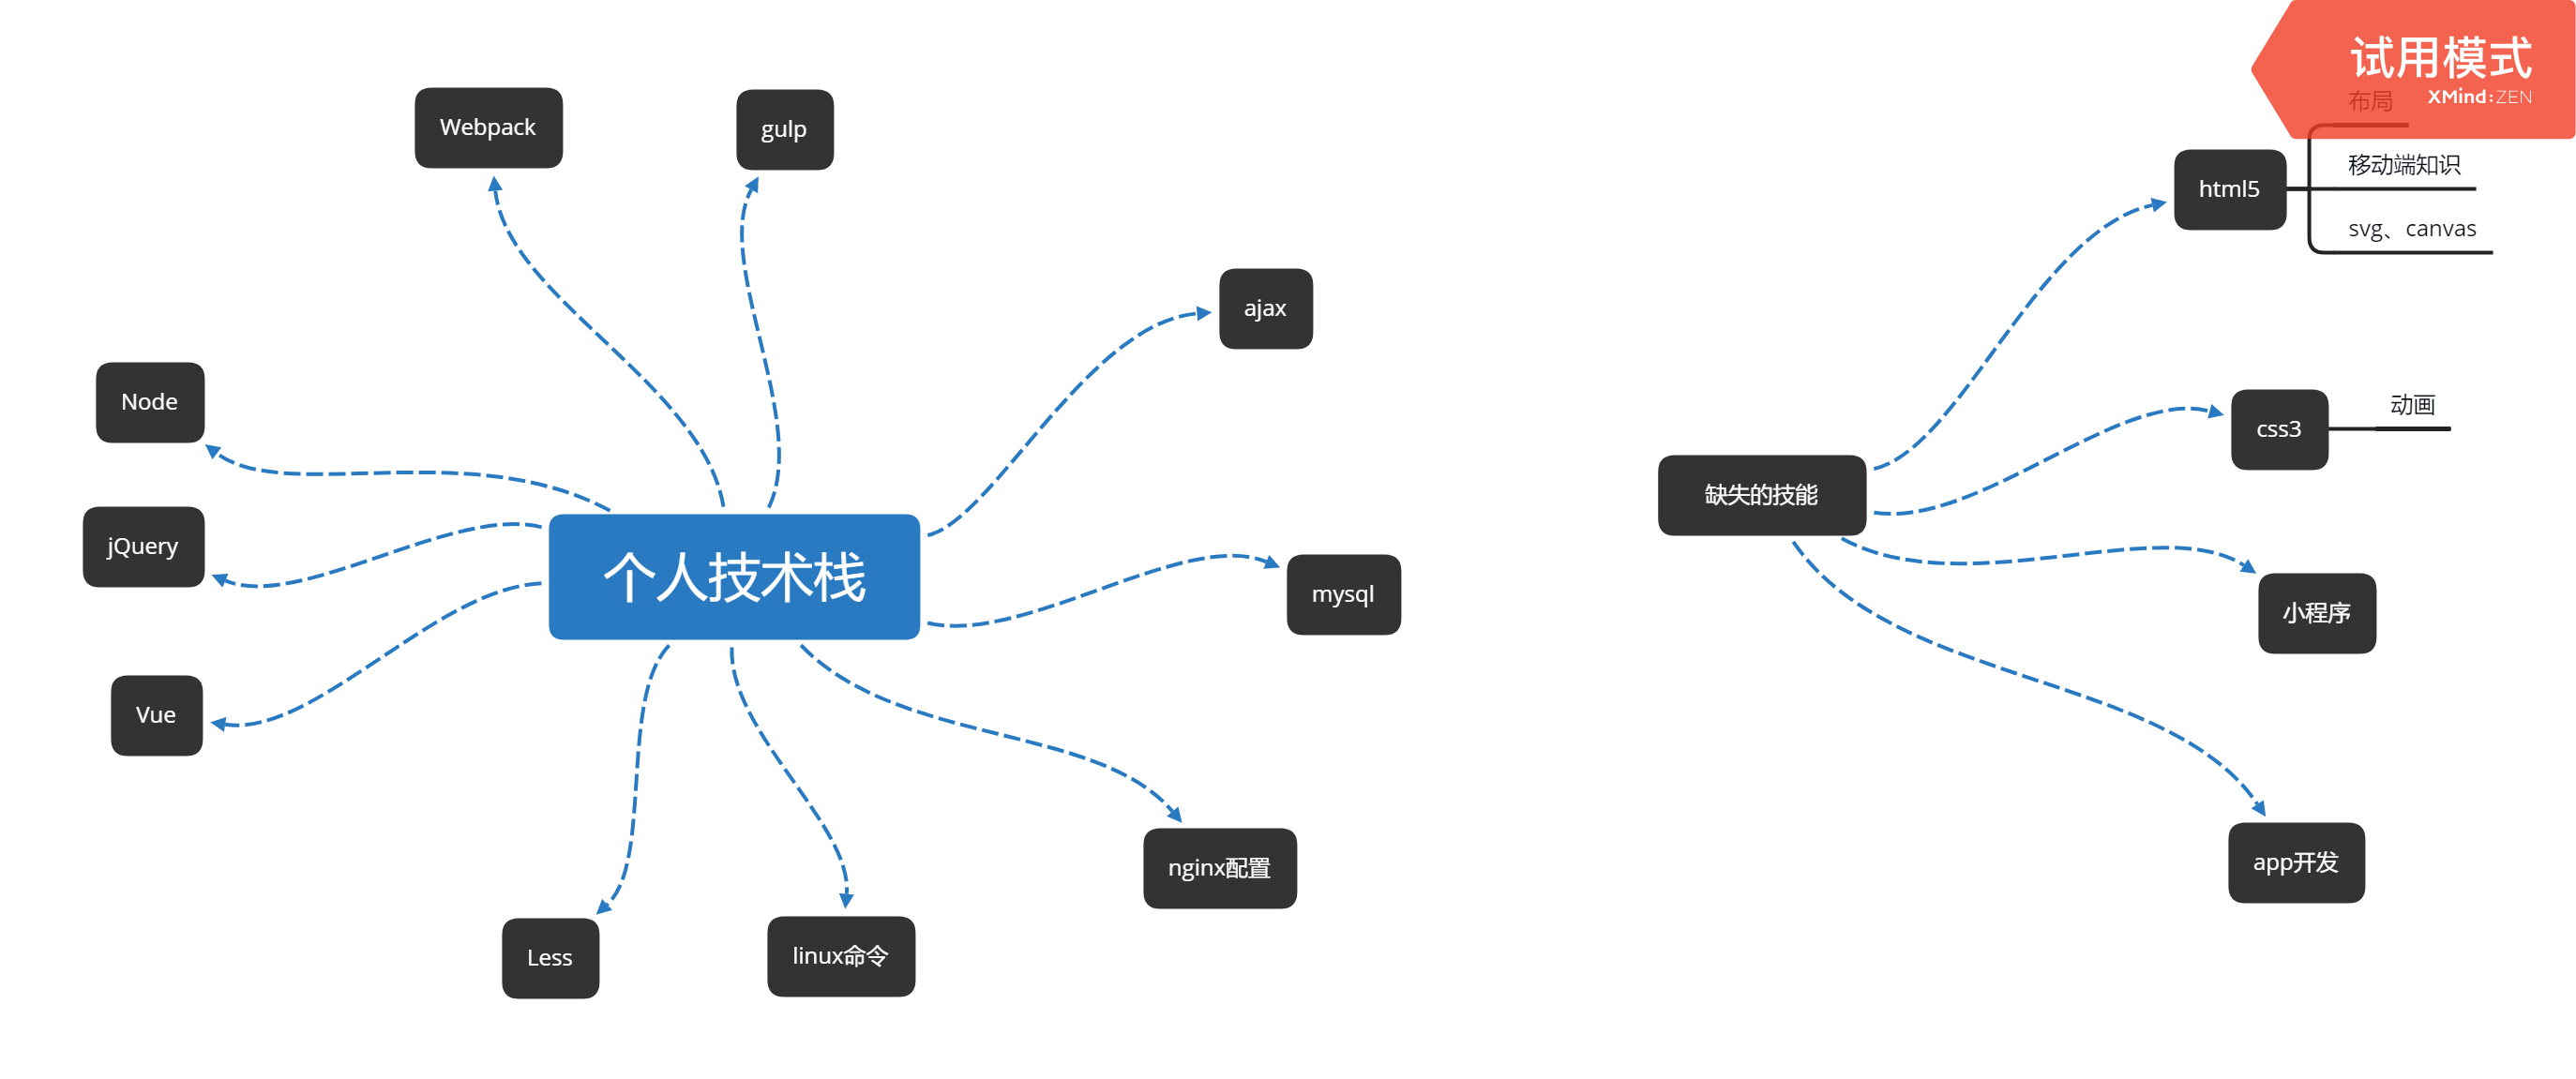 试用模式
XMind:ZEN
布局
Webpack
gulp
移动端知识
html5
svg、canvas
ajax
Node
动画
css3
缺失的技能
jQuery
个人技术栈
mysql
小程序
Vue
app开发
nginx配置
Less
linux命令